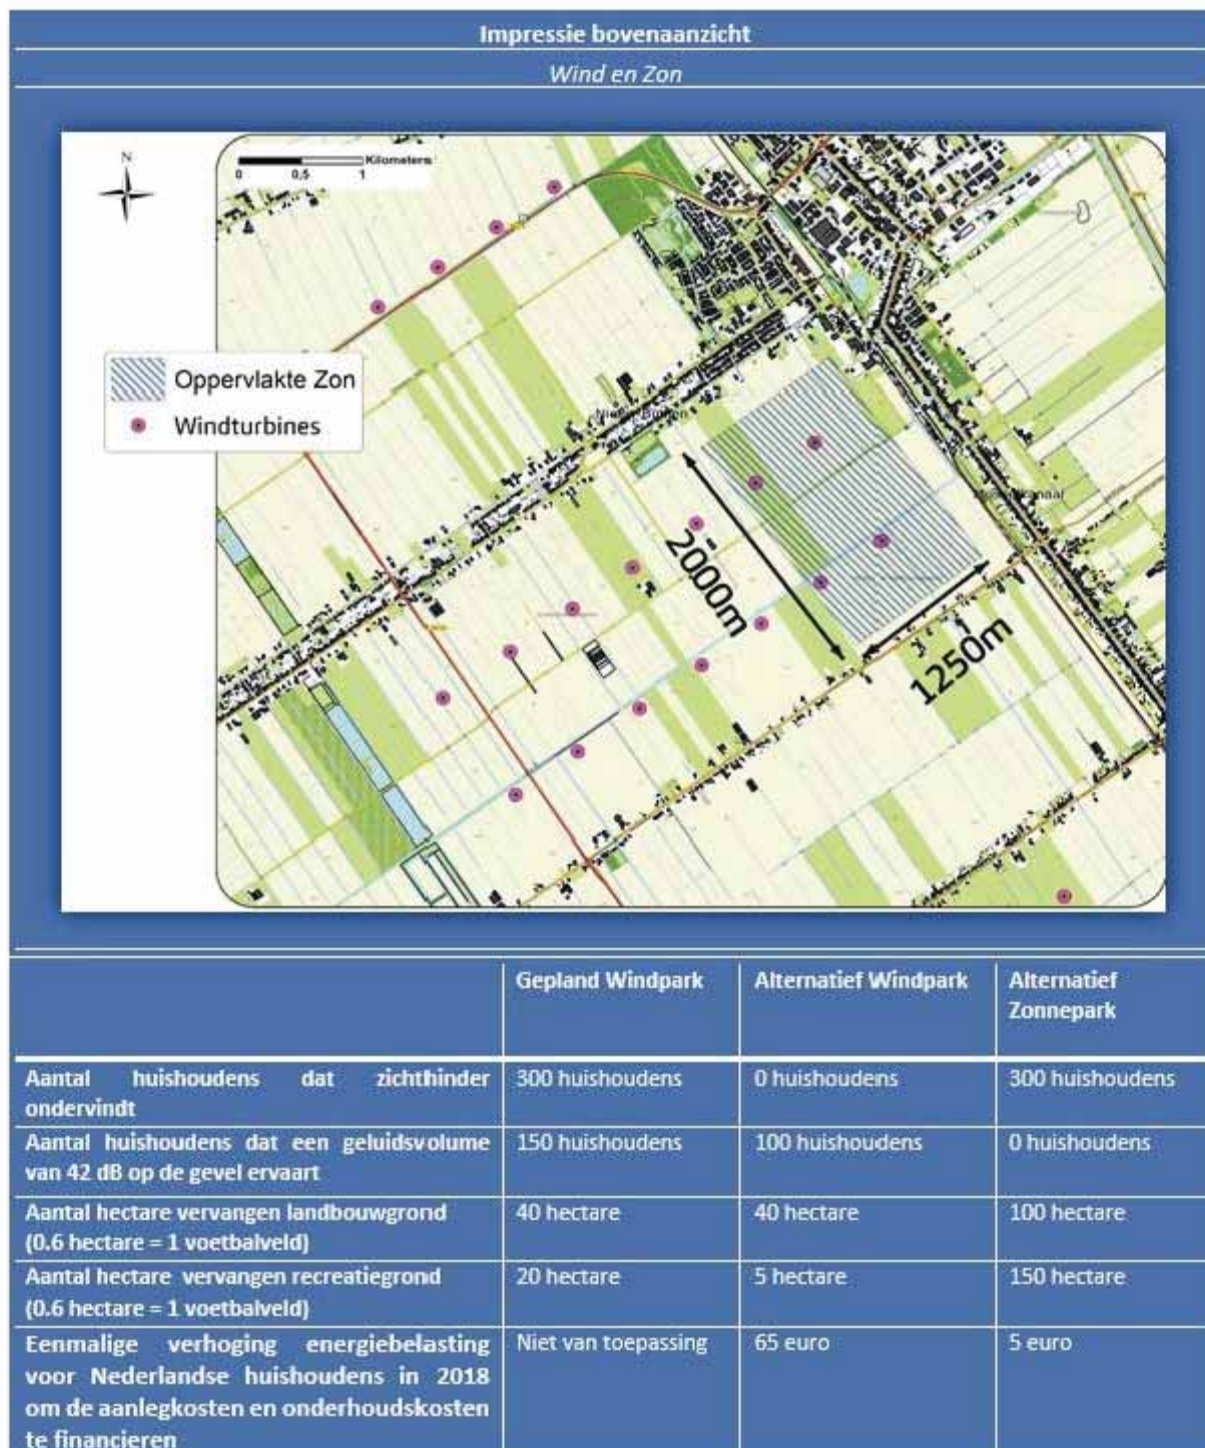 Impressie bovenaanzicht
Wind en Zon
N
Kilometers
0 0,5 1
Oppervlakte Zon
Windturbines
2000m
1250m
Gepland Windpark Alternatief Windpark Alternatief
Zonnepark
Aantal huishoudens dat zichthinder 300 huishoudens 0 huishoudens 300 huishoudens
ondervindt
Aantal huishoudens dat een geluidsvolume 150 huishoudens 100 huishoudens 0 huishoudens
van 42 dB op de gevel ervaart
Aantal hectare vervangen landbouwgrond 40 hectare 40 hectare 100 hectare
(0.6 hectare = 1 voetbalveld)
Aantal hectare vervangen recreatiegrond 20 hectare 5 hectare 150 hectare
(0.6 hectare = 1 voetbalveld)
Eenmalige verhoging energiebelasting Niet van toepassing 65 euro 5 euro
voor Nederlandse huishoudens in 2018
om de aanlegkosten en onderhoudskosten
te financieren